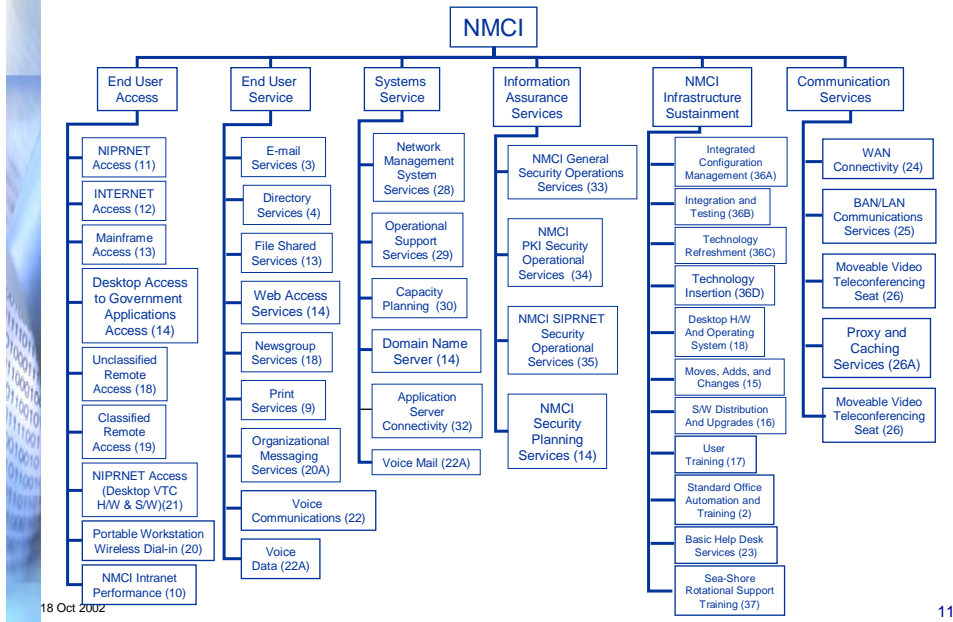 NMCI
End User
Access
NIPRNET
Access (11)
INTERNET
Access (12)
Mainframe
Access (13)
Desktop Access
to Government
Applications
Access (14)
Unclassified
Remote
Access (18)
Classified
Remote
Access (19)
NIPRNET Access
(Desktop VTC
H/W & S/W)(21)
Portable Workstation
Wireless Dial-in (20)
NMCI Intranet
Performance (10)
End User
Service
E-mail
Services (3)
Directory
Services (4)
File Shared
Services (13)
Web Access
Services (14)
Newsgroup
Services (18)
Print
Services (9)
Organizational
Messaging
Services (20A)
Voice
Communications (22)
Voice
Data (22A)
Systems
Service
Network
Management
System
Services (28)
Operational
Support
Services (29)
Capacity
Planning (30)
Domain Name
Server (14)
Application
Server
Connectivity (32)
Voice Mail (22A)
Information
Assurance
Services
NMCI General
Security Operations
Services (33)
NMCI
PKI Security
Operational
Services (34)
NMCI SIPRNET
Security
Operational
Services (35)
NMCI
Security
Planning
Services (14)
NMCI
Infrastructure
Sustainment
Integrated
Configuration
Management (36A)
Integration and
Testing (36B)
Technology
Refreshment (36C)
Technology
Insertion (36D)
Desktop H/W
And Operating
System (18)
Moves, Adds, and
Changes (15)
S/W Distribution
And Upgrades (16)
User
Training (17)
Standard Office
Automation and
Training (2)
Basic Help Desk
Services (23)
Sea-Shore
Rotational Support
Training (37)
Communication
Services
WAN
Connectivity (24)
BAN/LAN
Communications
Services (25)
Moveable Video
Teleconferencing
Seat (26)
Proxy and
Caching
Services (26A)
Moveable Video
Teleconferencing
Seat (26)
18 Oct 2002
11